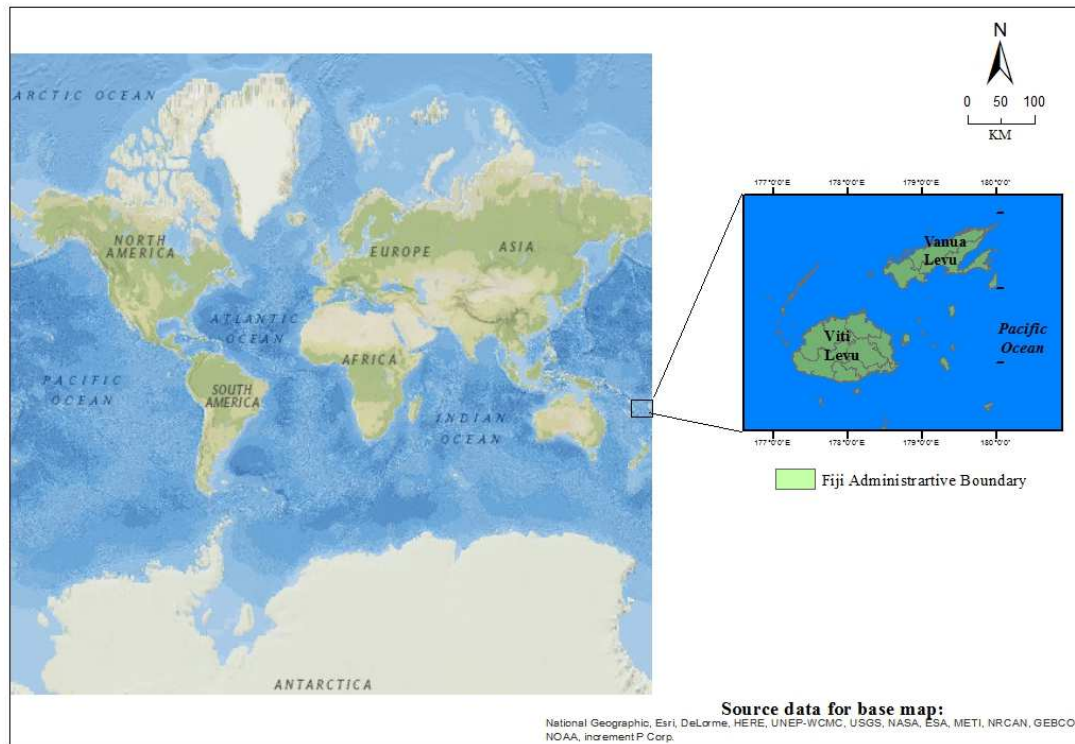 N
0 50 100
KM
ARCTIC OCEAN
NORTH
AMERICA
EUROPE
ASIA
ATLANTIC
OCEAN
AFRICA
PACIFIC
OCEAN
SOUTH
AMERICA
INDIAN
OCEAN
ANTARCTICA
177°0'0"E 178°0'0"E 179°0'0"E 180°0'0"
Vanua
Levu
Viti
Levu
Pacific
Ocean
177°0'0"E 178°0'0"E 179°0'0"E 180°0'0"
Fiji Administrartive Boundary
Source data for base map:
National Geographic, Esri, DeLorme, HERE, UNEP-WCMC, USGS, NASA, ESA, METI, NRCAN, GEBCO,
NOAA, increment P Corp.